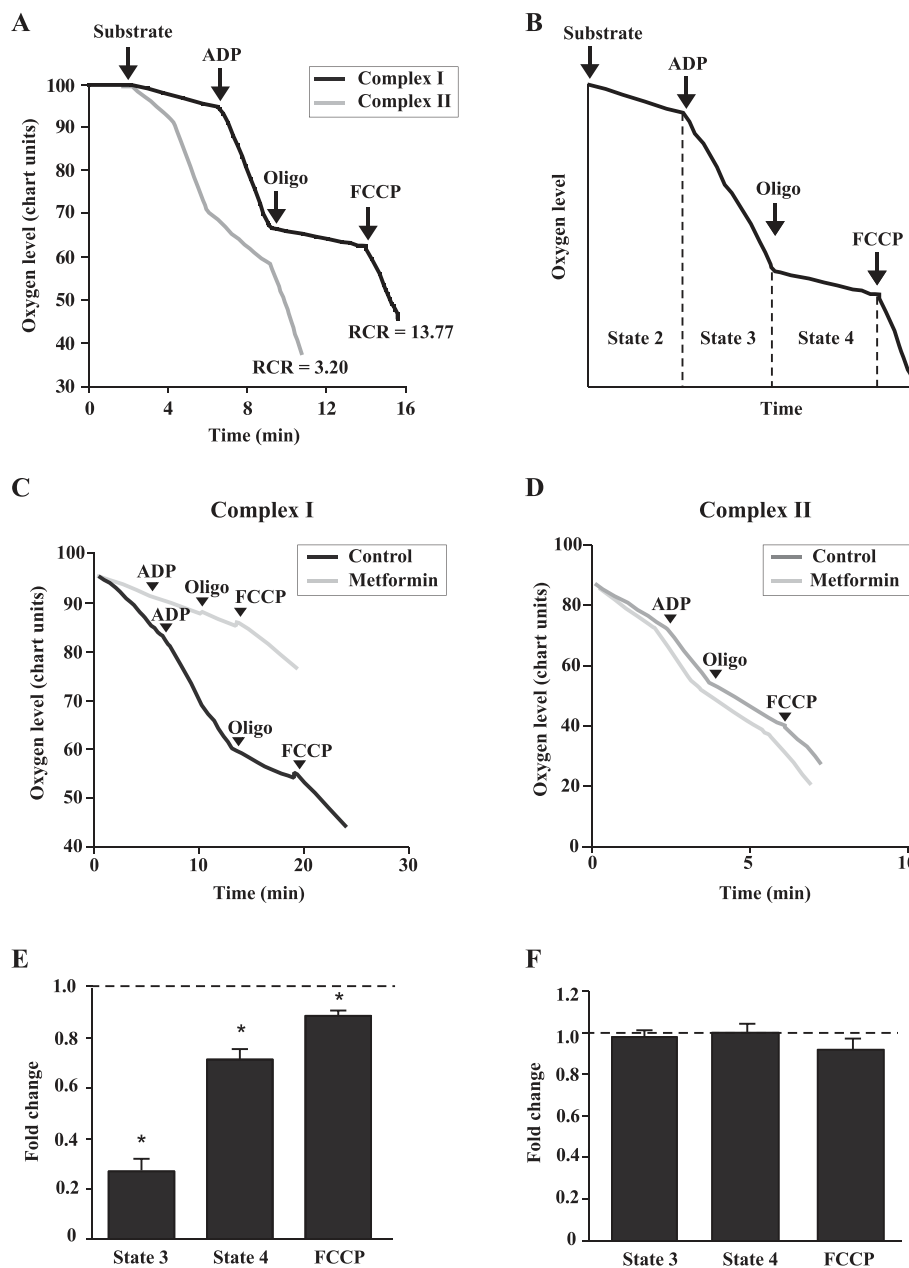 A
Substrate
ADP
Complex I
Complex II
Oligo
FCCP
100
90
80
70
60
50
40
30
Oxygen level (chart units)
RCR = 13.77
RCR = 3.20
0 4 8 12 16
Time (min)
B
Substrate
ADP
Oligo
FCCP
Oxygen level
State 2
State 3
State 4
Time
C
Complex I
Control
Metformin
ADP
Oligo
FCCP
ADP
Oligo
FCCP
100
90
80
70
60
50
40
Oxygen level (chart units)
0 10 20 30
Time (min)
D
Complex II
Control
Metformin
ADP
Oligo
FCCP
100
80
60
40
20
0
Oxygen level (chart units)
0 5 10
Time (min)
E
1.0
0.8
0.6
0.4
0.2
0
Fold change
* * *
State 3 State 4 FCCP
F
1.2
1.0
0.8
0.6
0.4
0.2
0
Fold change
State 3 State 4 FCCP